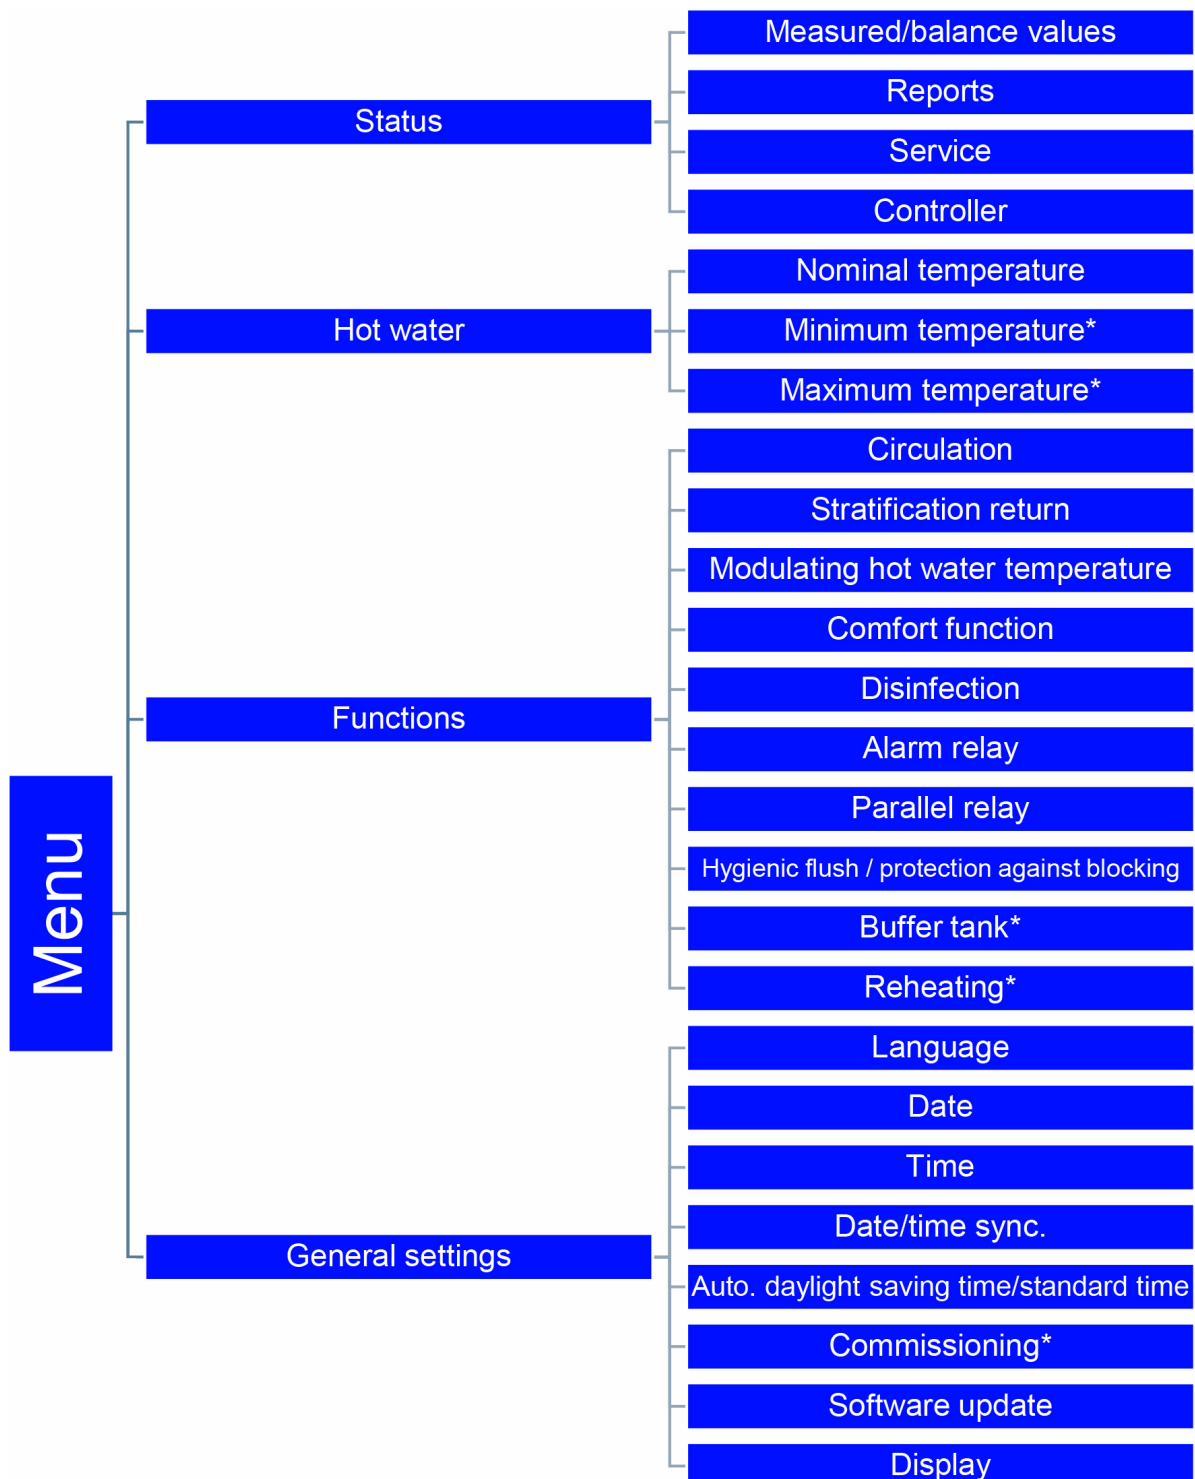 Menu
Status
Measured/balance values
Reports
Service
Controller
Hot water
Nominal temperature
Minimum temperature*
Maximum temperature*
Functions
Circulation
Stratification return
Modulating hot water temperature
Comfort function
Disinfection
Alarm relay
Parallel relay
Hygienic flush / protection against blocking
Buffer tank*
Reheating*
General settings
Language
Date
Time
Date/time sync.
Auto. daylight saving time/standard time
Commissioning*
Software update
Display